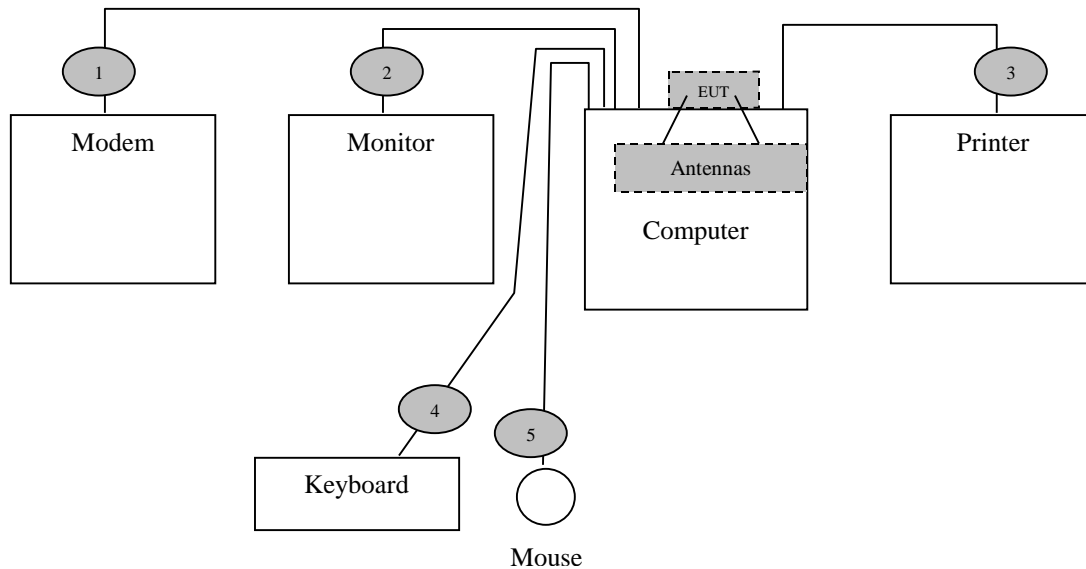 1
2
EUT
3
Modem
Monitor
Antennas
Printer
Computer
4
5
Keyboard
Mouse